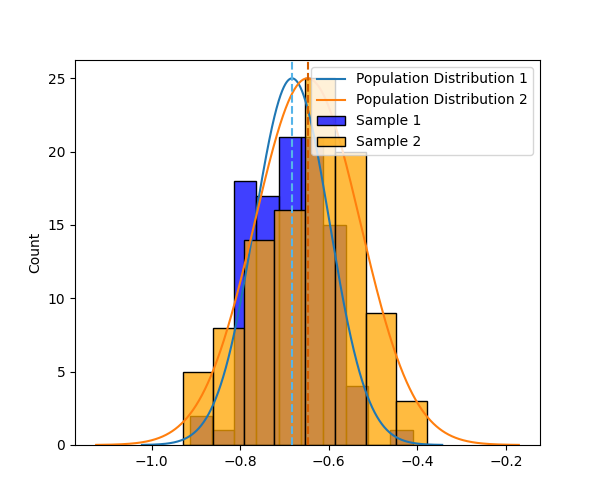 Population Distribution 1
Population Distribution 2
Sample 1
Sample 2
Count
25
20
15
10
5
0
−1.0 −0.8 −0.6 −0.4 −0.2